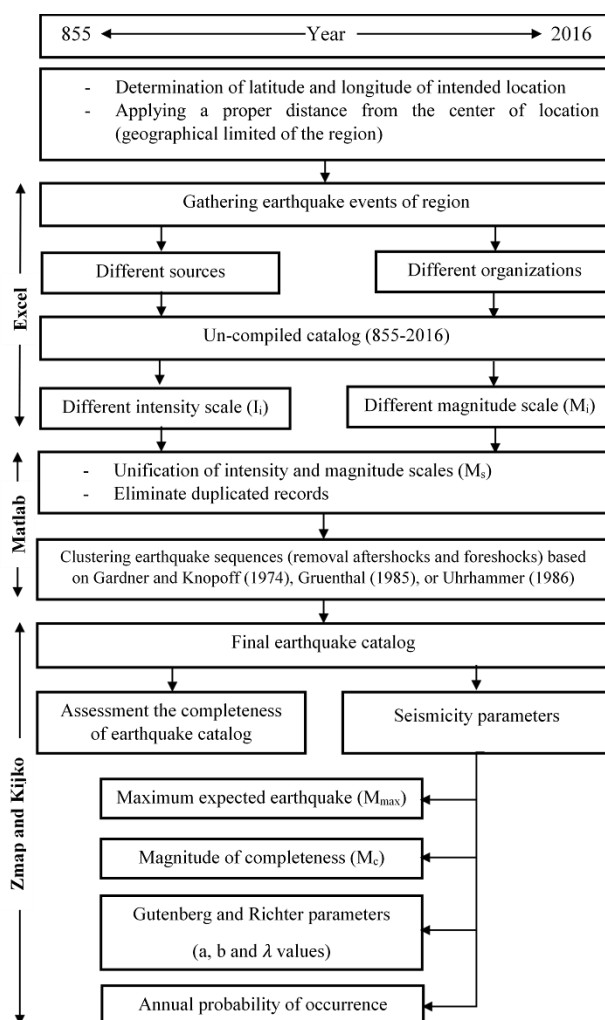 855 Year 2016
- Determination of latitude and longitude of intended location
- Applying a proper distance from the center of location
(geographical limited of the region)
Excel
Gathering earthquake events of region
Different sources
Different organizations
Un-compiled catalog (855-2016)
Different intensity scale (Iᵢ)
Different magnitude scale (Mᵢ)
Matlab
- Unification of intensity and magnitude scales (Mₛ)
- Eliminate duplicated records
Clustering earthquake sequences (removal aftershocks and foreshocks) based
on Gardner and Knopoff (1974), Gruenthal (1985), or Uhrhammer (1986)
Zmap and Kijko
Final earthquake catalog
Assessment the completeness
of earthquake catalog
Seismicity parameters
Maximum expected earthquake (Mmax)
Magnitude of completeness (Mc)
Gutenberg and Richter parameters
(a, b and λ values)
Annual probability of occurrence